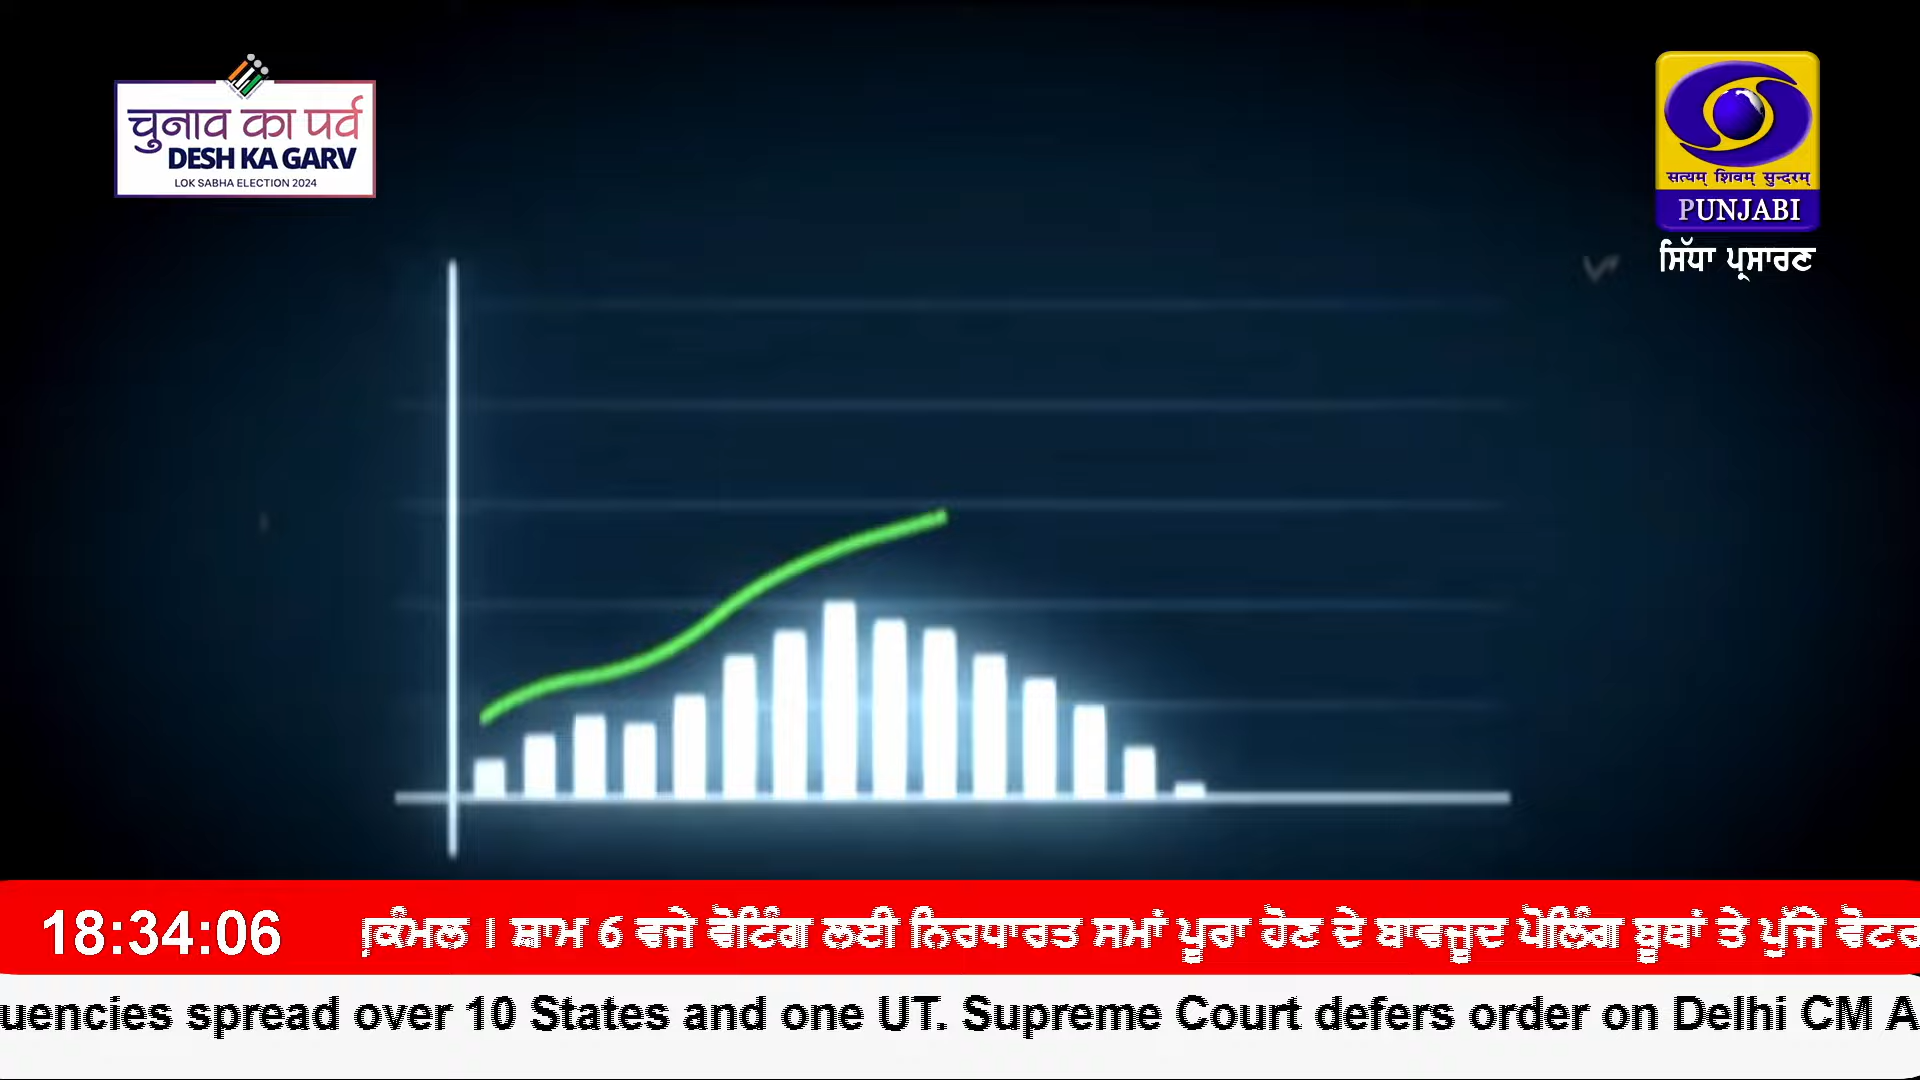 चुनाव का पर्व
DESH KA GARV
LOK SABHA ELECTION 2024
सत्यम् शिवम् सुन्दरम्
PUNJABI
ਸਿੱਧਾ ਪ੍ਰਸਾਰਣ
18:34:06
ਕੰਮਲ । ਸ਼ਾਮ 6 ਵਜੇ ਵੋਟਿੰਗ ਲਈ ਨਿਰਧਾਰਤ ਸਮਾਂ ਪੂਰਾ ਹੋਣ ਦੇ ਬਾਵਜੂਦ ਪੋਲਿੰਗ ਬੂਥਾਂ ਤੇ ਪੁੱਜੇ ਵੋਟਰ
uencies spread over 10 States and one UT. Supreme Court defers order on Delhi CM A